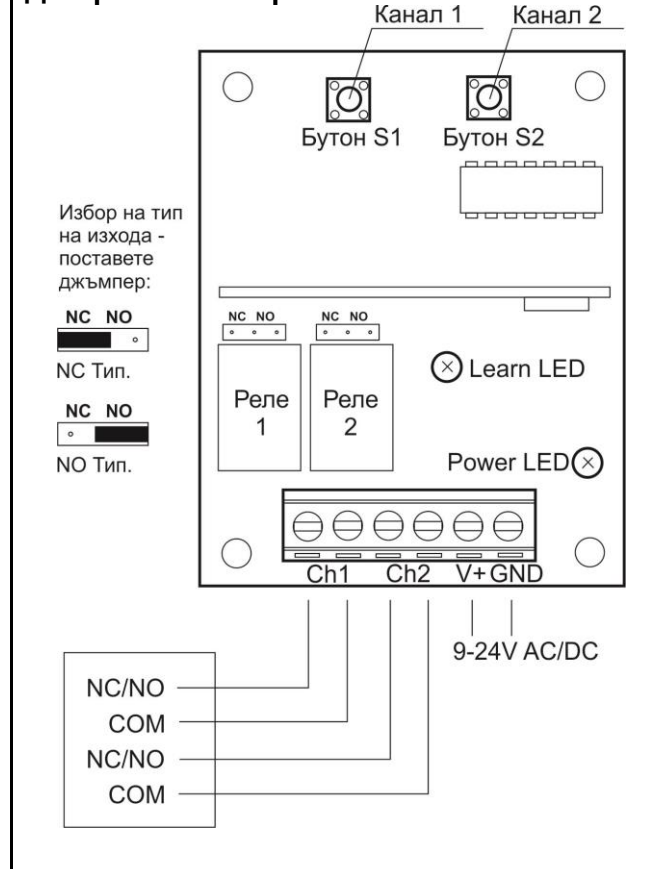 Канал 1 Канал 2
Бутон S1 Бутон S2
Избор на тип
на изхода -
поставете
джъмпер:
NC NO
NC Тип.
NC NO
NO Тип.
NC NO NC NO
Реле
1
Реле
2
Learn LED
Power LED
Ch1 Ch2 V+ GND
9-24V AC/DC
NC/NO
COM
NC/NO
COM